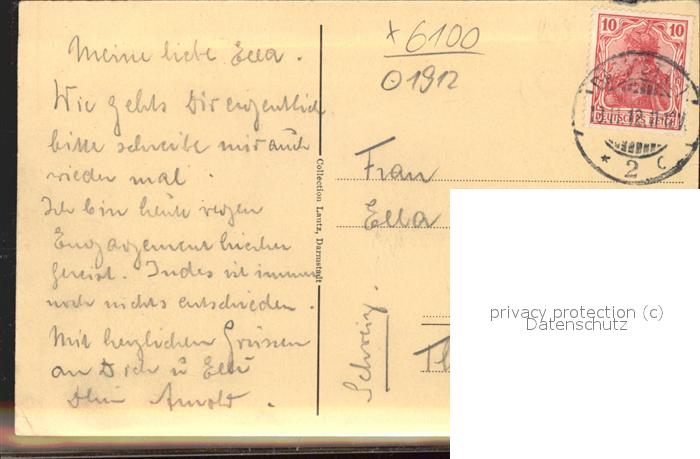 Meine liebe Ella.
Wie gehts Dir eigentlich
bitte schreibe mir auch
wieder mal.
Ich bin heute wegen
Engagement hierher
gereist. Indes ist immer
noch nichts entschieden.
Mit herzlichen Grüssen
an Dich u
Dein Arnold.
Collection Lautz, Darmstadt
x 6100
1912
10 10
DEUTSCHES REICH
* 2 C
Frau
Ella
Schweiz.
Th
privacy protection (c)
Datenschutz